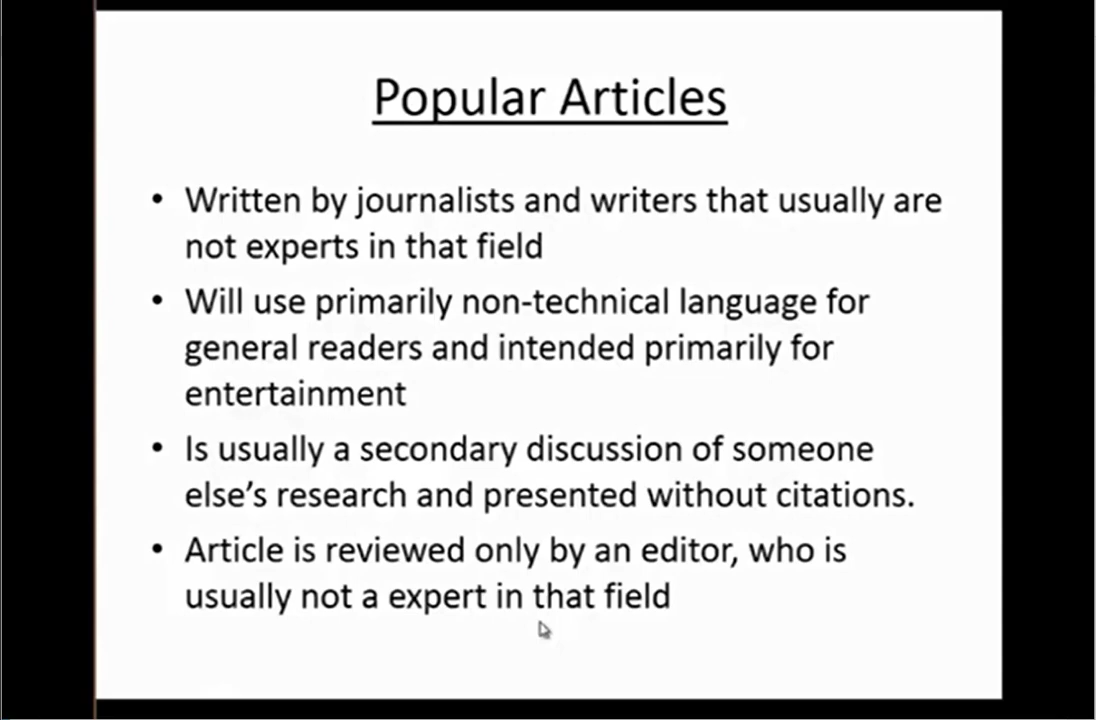 Popular Articles
• Written by journalists and writers that usually are
not experts in that field
• Will use primarily non-technical language for
general readers and intended primarily for
entertainment
• Is usually a secondary discussion of someone
else’s research and presented without citations.
• Article is reviewed only by an editor, who is
usually not a expert in that field